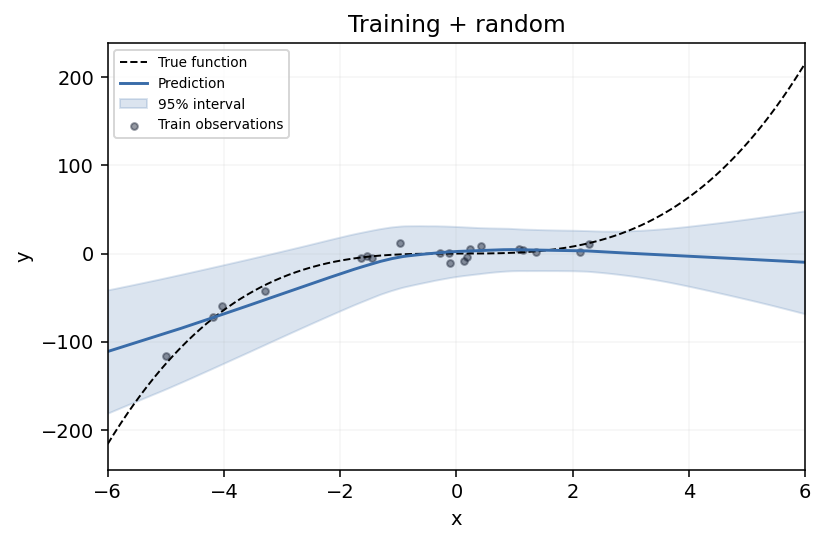 Training + random
True function
Prediction
95% interval
Train observations
200
100
0
−100
−200
y
−6
−4
−2
0
2
4
6
x